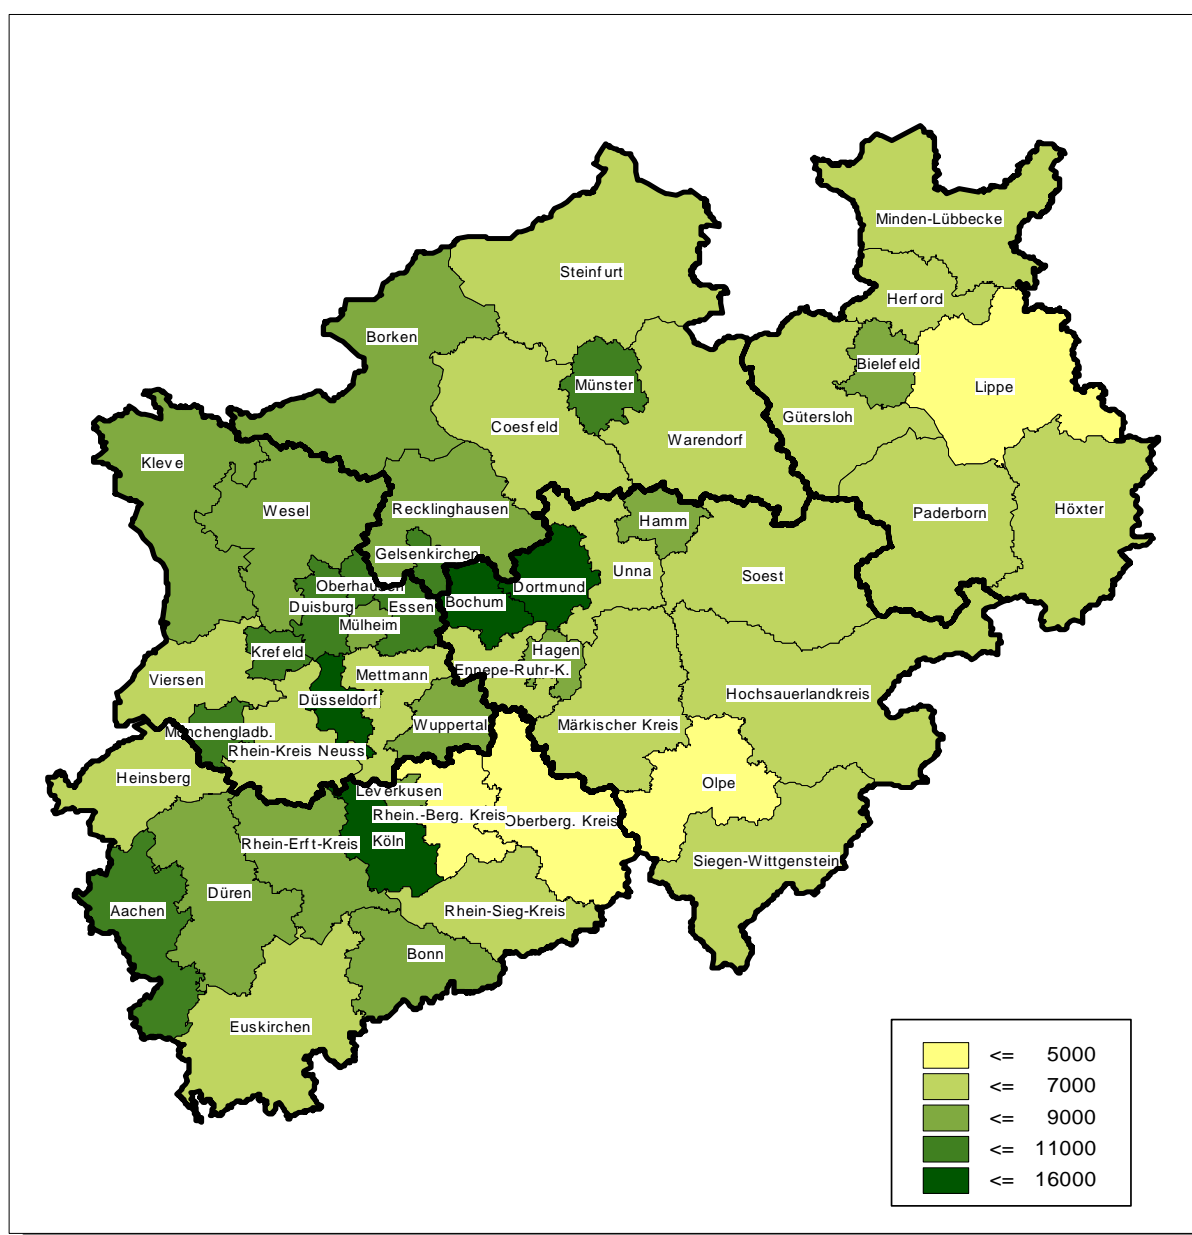 Minden-Lübbecke
Steinfurt
Herford
Borken
Bielefeld
Münster
Lippe
Gütersloh
Coesfeld
Warendorf
Kleve
Wesel
Recklinghausen
Hamm
Paderborn
Höxter
Gelsenkirchen
Unna
Soest
Oberhausen
Dortmund
Duisburg
Essen
Bochum
Mülheim
Krefeld
Hagen
Ennepe-Ruhr-K.
Viersen
Mettmann
Hochsauerlandkreis
Düsseldorf
Mönchengladb.
Wuppertal
Märkischer Kreis
Rhein-Kreis Neuss
Heinsberg
Olpe
Leverkusen
Rhein.-Berg. Kreis
Oberberg. Kreis
Rhein-Erft-Kreis
Köln
Siegen-Wittgenstein
Düren
Aachen
Rhein-Sieg-Kreis
Bonn
Euskirchen
<= 5000
<= 7000
<= 9000
<= 11000
<= 16000